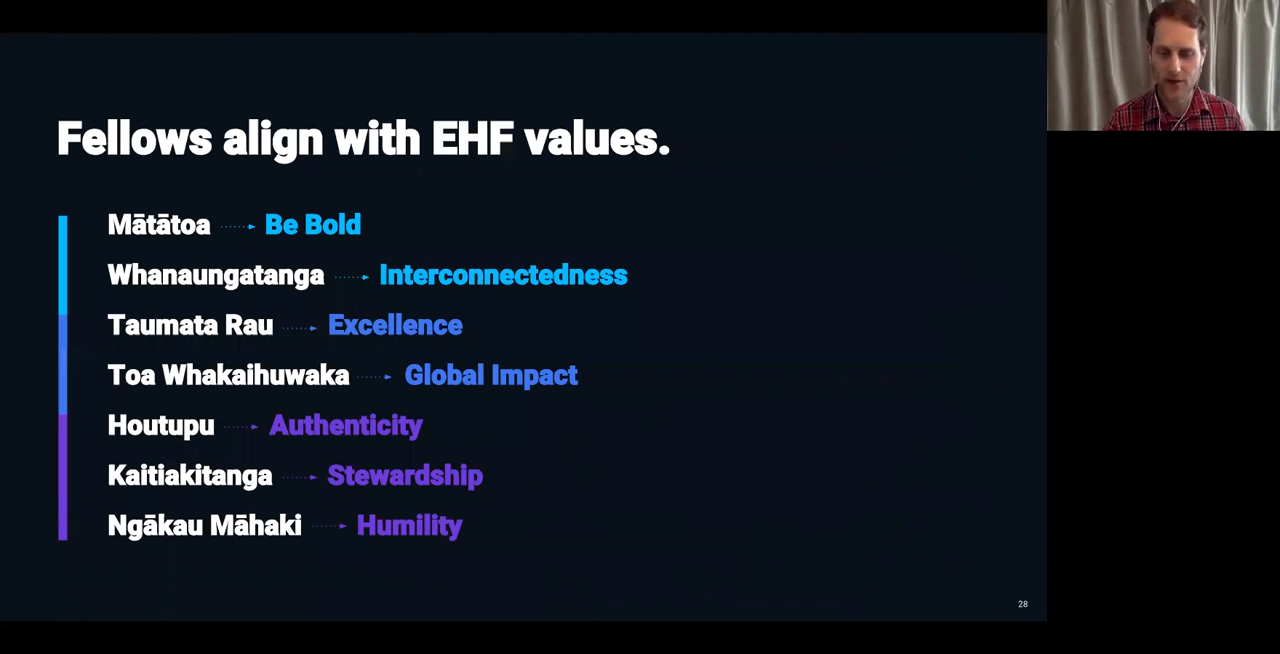 Fellows align with EHF values.
Mātātoa Be Bold
Whanaungatanga Interconnectedness
Taumata Rau Excellence
Toa Whakaihuwaka Global Impact
Houtupu Authenticity
Kaitiakitanga Stewardship
Ngākau Māhaki Humility
28